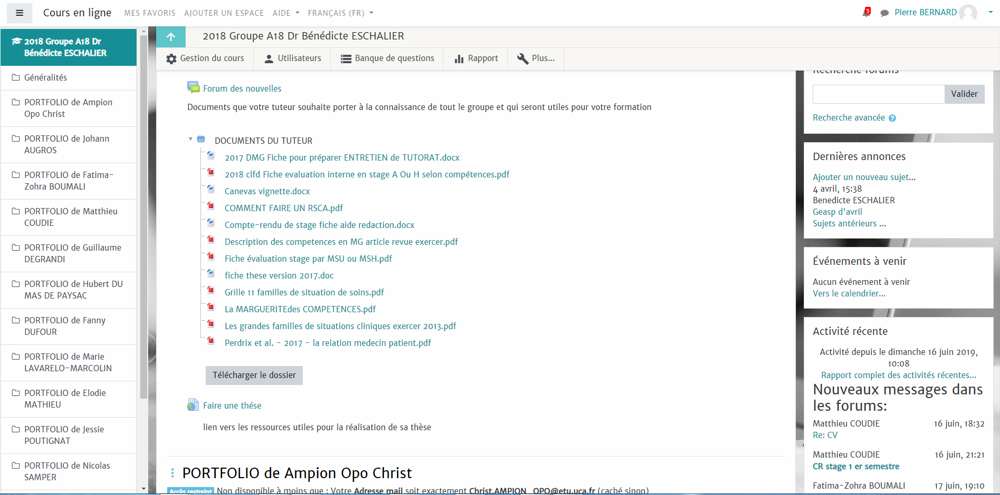 Cours en ligne MES FAVORIS AJOUTER UN ESPACE AIDE FRANÇAIS (FR) 5 Pierre BERNARD
2018 Groupe A18 Dr
Bénédicte ESCHALIER
Généralités
PORTFOLIO de Ampion
Opo Christ
PORTFOLIO de Johann
AUGROS
PORTFOLIO de Fatima-
Zohra BOUMALI
PORTFOLIO de Matthieu
COUDIE
PORTFOLIO de Guillaume
DEGRANDI
PORTFOLIO de Hubert DU
MAS DE PAYSAC
PORTFOLIO de Fanny
DUFOUR
PORTFOLIO de Marie
LAVARELO-MARCOLIN
PORTFOLIO de Elodie
MATHIEU
PORTFOLIO de Jessie
POUTIGNAT
PORTFOLIO de Nicolas
SAMPER
2018 Groupe A18 Dr Bénédicte ESCHALIER
Gestion du cours Utilisateurs Banque de questions Rapport Plus...
Forum des nouvelles
Documents que votre tuteur souhaite porter à la connaissance de tout le groupe et qui seront utiles pour votre formation
DOCUMENTS DU TUTEUR
2017 DMG Fiche pour préparer ENTRETIEN de TUTORAT.docx
2018 clfd Fiche evaluation interne en stage A Ou H selon compétences.pdf
Canevas vignette.docx
COMMENT FAIRE UN RSCA.pdf
Compte-rendu de stage fiche aide redaction.docx
Description des competences en MG article revue exercer.pdf
Fiche évaluation stage par MSU ou MSH.pdf
fiche these version 2017.doc
Grille 11 familles de situation de soins.pdf
La MARGUERITEdes COMPETENCES.pdf
Les grandes familles de situations cliniques exercer 2013.pdf
Perdrix et al. - 2017 - la relation medecin patient.pdf
Télécharger le dossier
Faire une thése
lien vers les ressources utiles pour la réalisation de sa thèse
PORTFOLIO de Ampion Opo Christ
Accès restreint Non disponible à moins que : Votre Adresse mail soit exactement Christ.AMPION_OPO@etu.uca.fr (caché sinon)
Recherche forums
Valider
Recherche avancée
Dernières annonces
Ajouter un nouveau sujet...
4 avril, 15:38
Benedicte ESCHALIER
Geasp d'avril
Sujets antérieurs ...
Événements à venir
Aucun événement à venir
Vers le calendrier...
Activité récente
Activité depuis le dimanche 16 juin 2019,
10:08
Rapport complet des activités récentes...
Nouveaux messages dans
les forums:
Matthieu COUDIE 16 juin, 18:32
Re: CV
Matthieu COUDIE 16 juin, 21:21
CR stage 1 er semestre
Fatima-Zohra BOUMALI 17 juin, 19:10